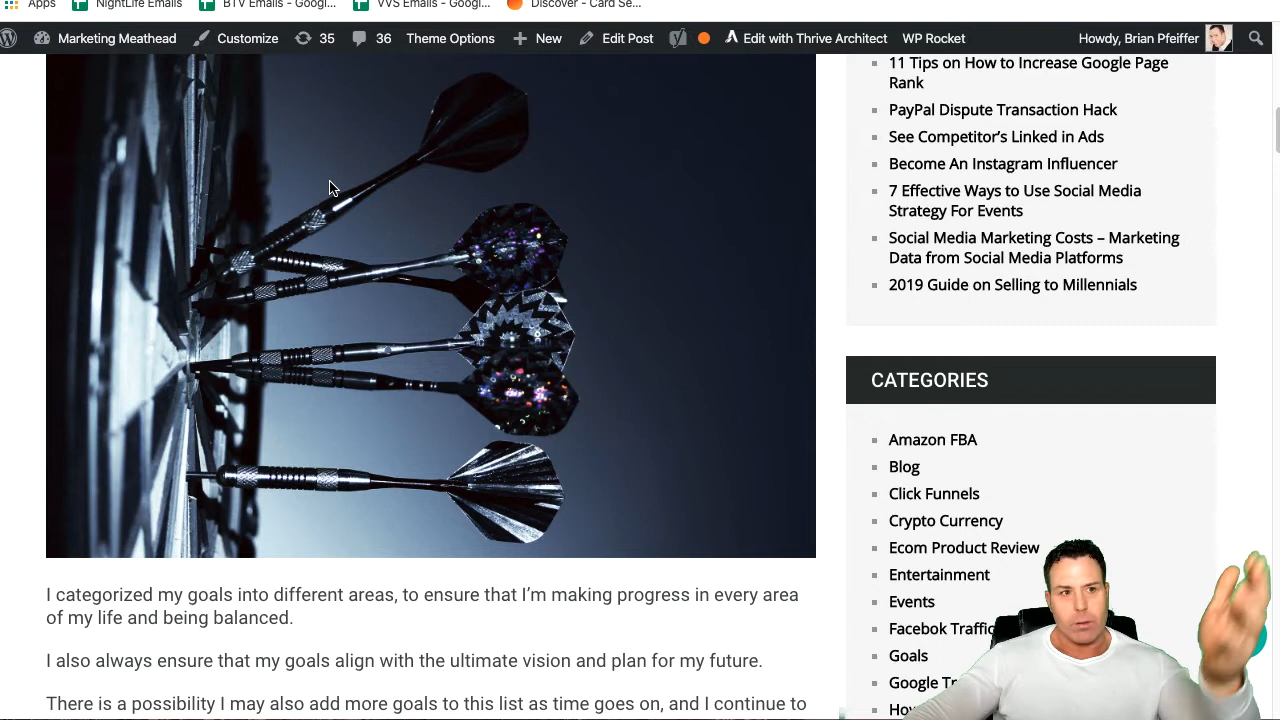 Apps NightLife Emails BTV Emails - Googl... VVS Emails - Googl... Discover - Card Se...
Marketing Meathead Customize 35 36 Theme Options New Edit Post Edit with Thrive Architect WP Rocket Howdy, Brian Pfeiffer
11 Tips on How to Increase Google Page
Rank
PayPal Dispute Transaction Hack
See Competitor's Linked in Ads
Become An Instagram Influencer
7 Effective Ways to Use Social Media
Strategy For Events
Social Media Marketing Costs – Marketing
Data from Social Media Platforms
2019 Guide on Selling to Millennials
CATEGORIES
Amazon FBA
Blog
Click Funnels
Crypto Currency
Ecom Product Review
Entertainment
Events
Facebok Traffic
Goals
Google
I categorized my goals into different areas, to ensure that I'm making progress in every area
of my life and being balanced.
I also always ensure that my goals align with the ultimate vision and plan for my future.
There is a possibility I may also add more goals to this list as time goes on, and I continue to